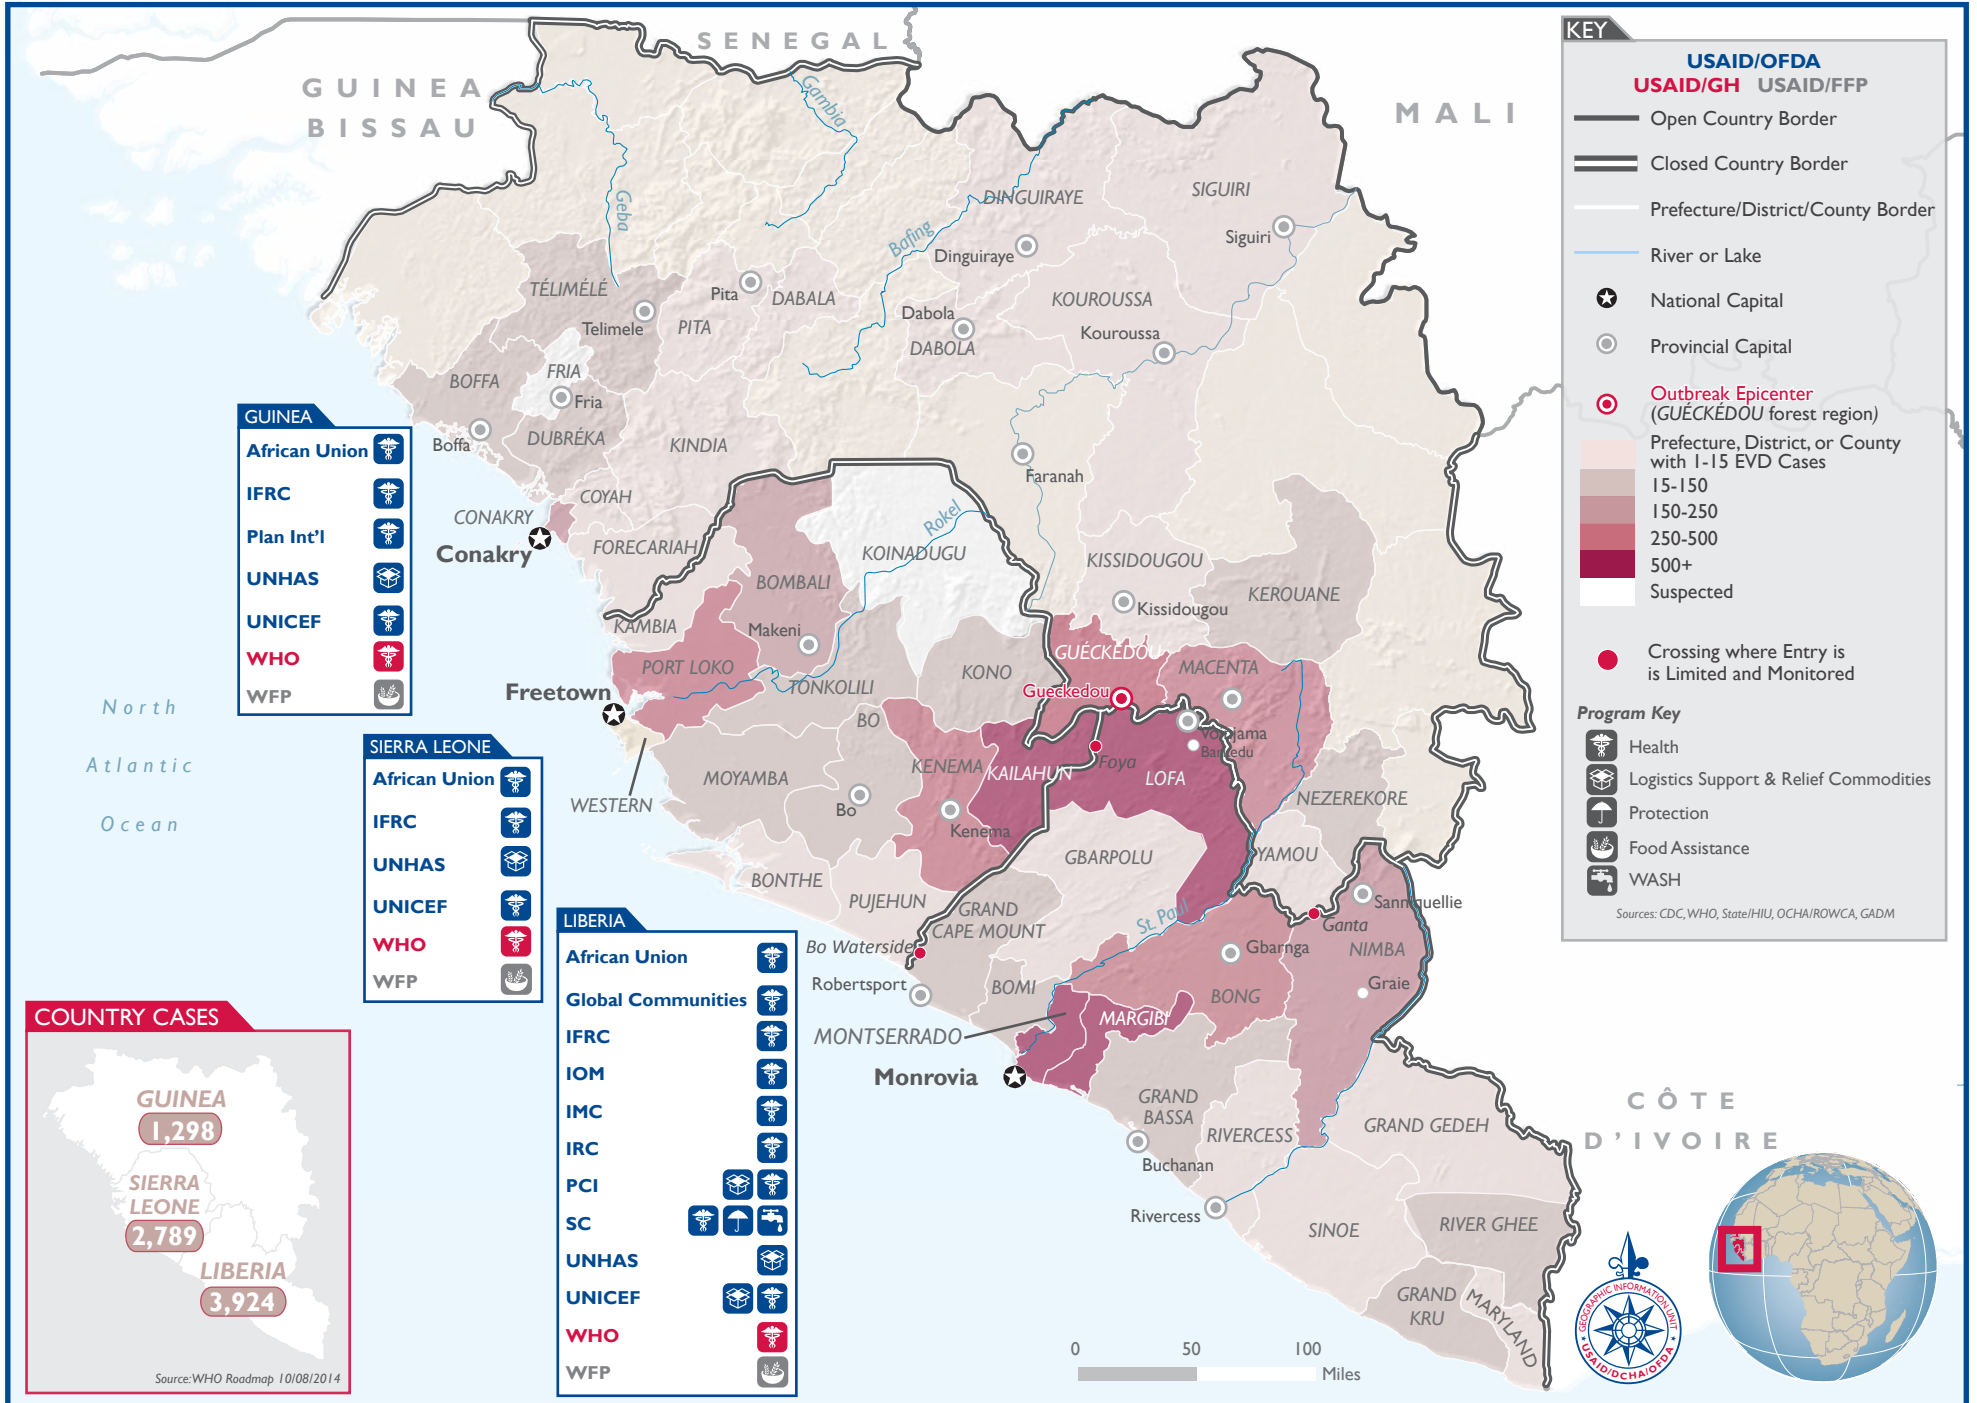 SENEGAL
GUINEA
BISSAU
MALI
CÔTE
D'IVOIRE
North
Atlantic
Ocean
Gambia
Geba
Bafing
Rokel
St. Paul
DINGUIRAYE
Dinguiraye
SIGUIRI
Siguiri
TÉLIMÉLÉ
Telimele
Pita
PITA
DABALA
Dabola
DABOLA
KOUROUSSA
Kouroussa
BOFFA
Boffa
FRIA
Fria
DUBRÉKA
KINDIA
COYAH
CONAKRY
Conakry
FORECARIAH
Faranah
KISSIDOUGOU
Kissidougou
KEROUANE
GUÉCKÉDOU
Gueckedou
MACENTA
NEZEREKORE
YAMOU
KAMBIA
BOMBALI
Makeni
KOINADUGU
PORT LOKO
TONKOLILI
KONO
Freetown
WESTERN
MOYAMBA
BO
Bo
KENEMA
Kenema
KAILAHUN
BONTHE
PUJEHUN
Foya
LOFA
GBARPOLU
GRAND
CAPE MOUNT
Bo Waterside
Robertsport
BOMI
MONTSERRADO
MARGIBI
Monrovia
BONG
Gbarnga
Ganta
NIMBA
Graie
GRAND
BASSA
Buchanan
RIVERCESS
Rivercess
GRAND GEDEH
SINOE
RIVER GHEE
GRAND
KRU
MARYLAND
GUINEA
African Union
IFRC
Plan Int'l
UNHAS
UNICEF
WHO
WFP
SIERRA LEONE
African Union
IFRC
UNHAS
UNICEF
WHO
WFP
LIBERIA
African Union
Global Communities
IFRC
IOM
IMC
IRC
PCI
SC
UNHAS
UNICEF
WHO
WFP
COUNTRY CASES
GUINEA
1,298
SIERRA
LEONE
2,789
LIBERIA
3,924
Source: WHO Roadmap 10/08/2014
0 50 100
Miles
KEY
USAID/OFDA
USAID/GH USAID/FFP
Open Country Border
Closed Country Border
Prefecture/District/County Border
River or Lake
National Capital
Provincial Capital
Outbreak Epicenter
(GUÉCKÉDOU forest region)
Prefecture, District, or County
with 1-15 EVD Cases
15-150
150-250
250-500
500+
Suspected
Crossing where Entry is
is Limited and Monitored
Program Key
Health
Logistics Support & Relief Commodities
Protection
Food Assistance
WASH
Sources: CDC, WHO, State/HIU, OCHA/ROWCA, GADM
GEOGRAPHIC INFORMATION UNIT
USAID/DCHA/OFDA